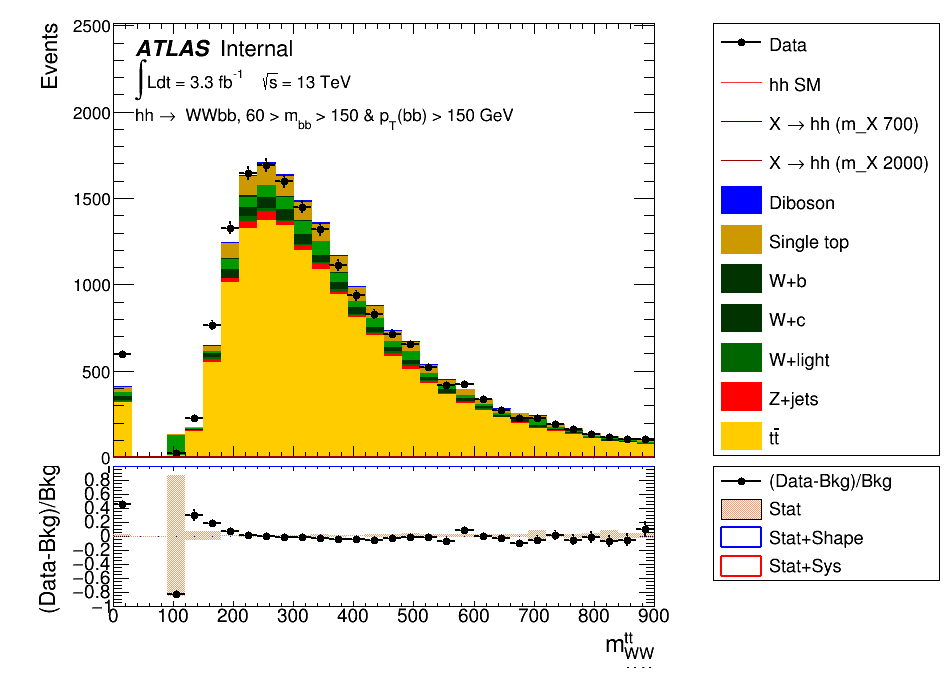 Events
2500
2000
1500
1000
500
0
ATLAS Internal
∫Ldt = 3.3 fb⁻¹ √s = 13 TeV
hh → WWbb, 60 > m_bb > 150 & p_T(bb) > 150 GeV
Data
hh SM
X → hh (m_X 700)
X → hh (m_X 2000)
Diboson
Single top
W+b
W+c
W+light
Z+jets
tt̄
(Data-Bkg)/Bkg
0.8
0.6
0.4
0.2
0
−0.2
−0.4
−0.6
−0.8
−1
0 100 200 300 400 500 600 700 800 900
m^tt_WW
(Data-Bkg)/Bkg
Stat
Stat+Shape
Stat+Sys